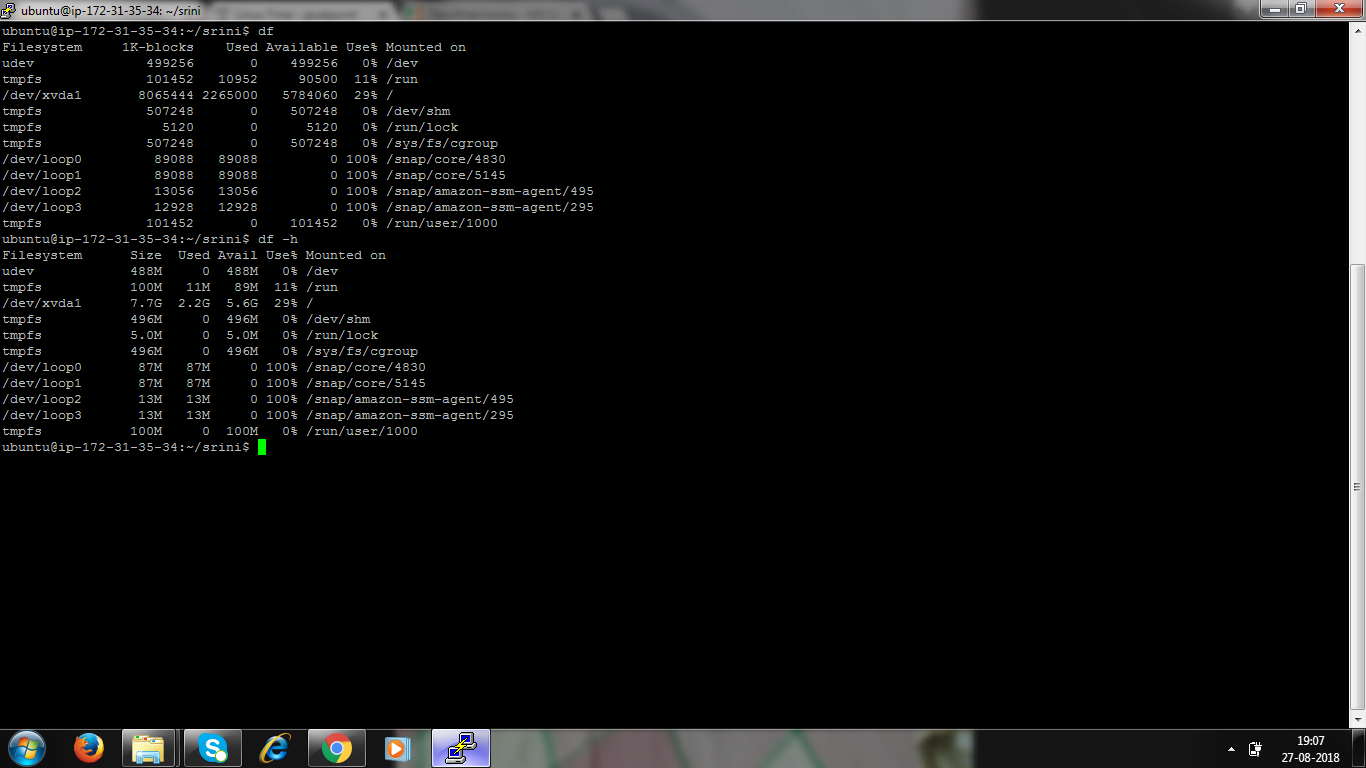 ubuntu@ip-172-31-35-34: ~/srini
ubuntu@ip-172-31-35-34:~/srini$ df
Filesystem     1K-blocks    Used Available Use% Mounted on
udev              499256       0    499256   0% /dev
tmpfs             101452   10952     90500  11% /run
/dev/xvda1       8065444 2265000   5784060  29% /
tmpfs             507248       0    507248   0% /dev/shm
tmpfs               5120       0      5120   0% /run/lock
tmpfs             507248       0    507248   0% /sys/fs/cgroup
/dev/loop0         89088   89088         0 100% /snap/core/4830
/dev/loop1         89088   89088         0 100% /snap/core/5145
/dev/loop2         13056   13056         0 100% /snap/amazon-ssm-agent/495
/dev/loop3         12928   12928         0 100% /snap/amazon-ssm-agent/295
tmpfs             101452       0    101452   0% /run/user/1000
ubuntu@ip-172-31-35-34:~/srini$ df -h
Filesystem      Size  Used Avail Use% Mounted on
udev            488M     0  488M   0% /dev
tmpfs           100M   11M   89M  11% /run
/dev/xvda1      7.7G  2.2G  5.6G  29% /
tmpfs           496M     0  496M   0% /dev/shm
tmpfs           5.0M     0  5.0M   0% /run/lock
tmpfs           496M     0  496M   0% /sys/fs/cgroup
/dev/loop0       87M   87M     0 100% /snap/core/4830
/dev/loop1       87M   87M     0 100% /snap/core/5145
/dev/loop2       13M   13M     0 100% /snap/amazon-ssm-agent/495
/dev/loop3       13M   13M     0 100% /snap/amazon-ssm-agent/295
tmpfs           100M     0  100M   0% /run/user/1000
ubuntu@ip-172-31-35-34:~/srini$
19:07
27-08-2018